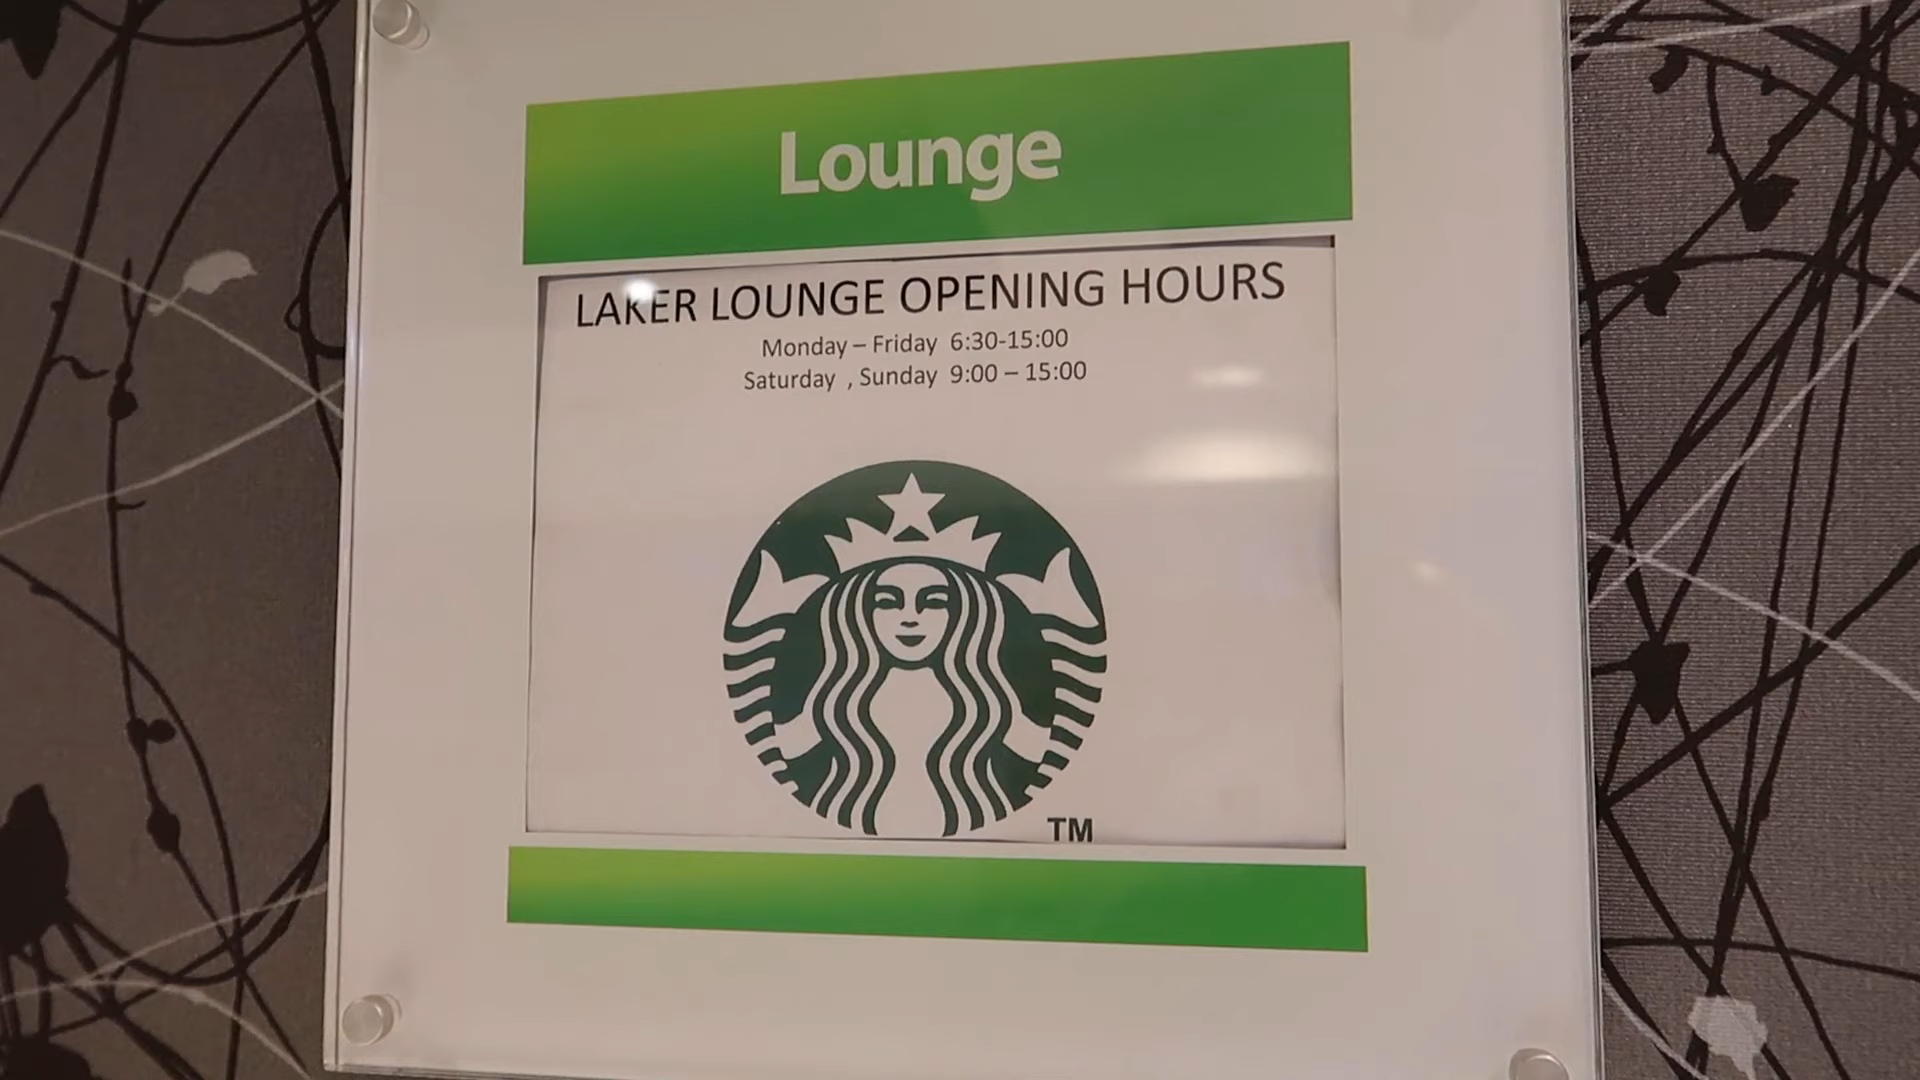 Lounge
LAKER LOUNGE OPENING HOURS
Monday – Friday 6:30-15:00
Saturday , Sunday 9:00 – 15:00
TM